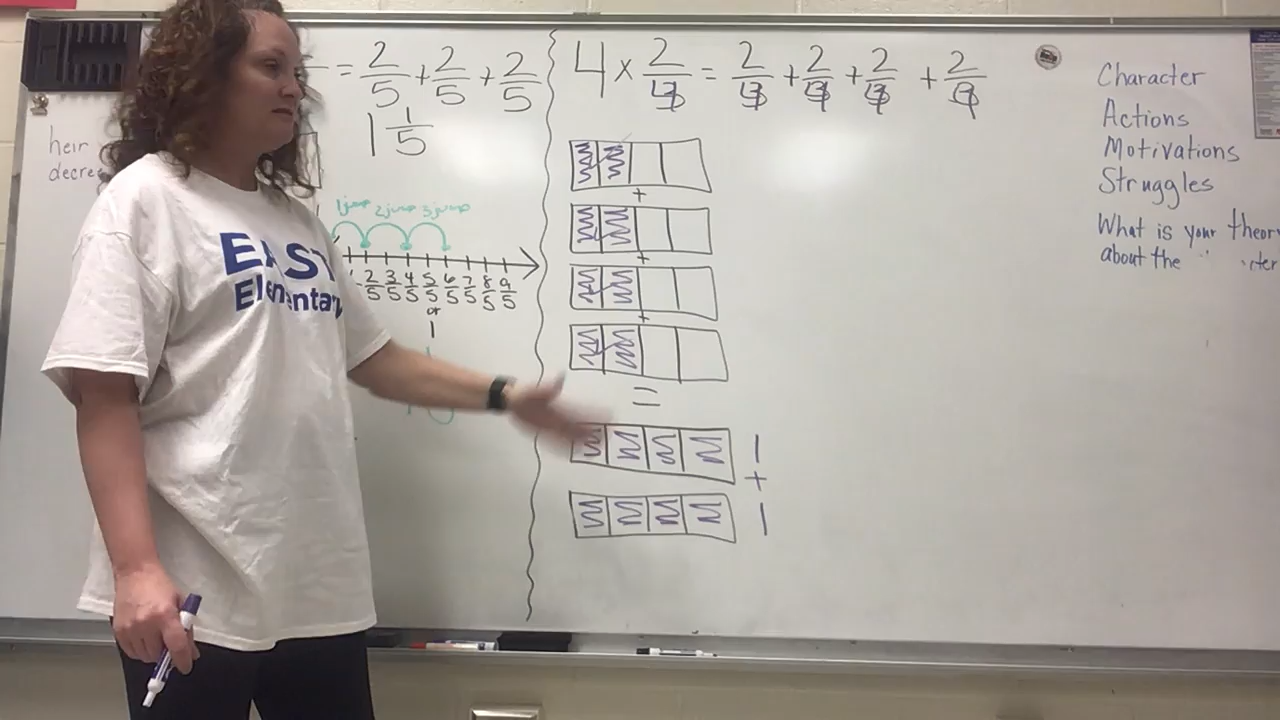 heir
decre
= 2/5 + 2/5 + 2/5
1 1/5
1 jump 2 jump 3 jump
2/5 3/5 4/5 5/5 6/5 7/5 8/5 9/5
or
1
4 × 2/4 = 2/4 + 2/4 + 2/4 + 2/4
+
+
+
=
1
+
1
Character
Actions
Motivations
Struggles
What is your theory
about the
EAST
Elementary